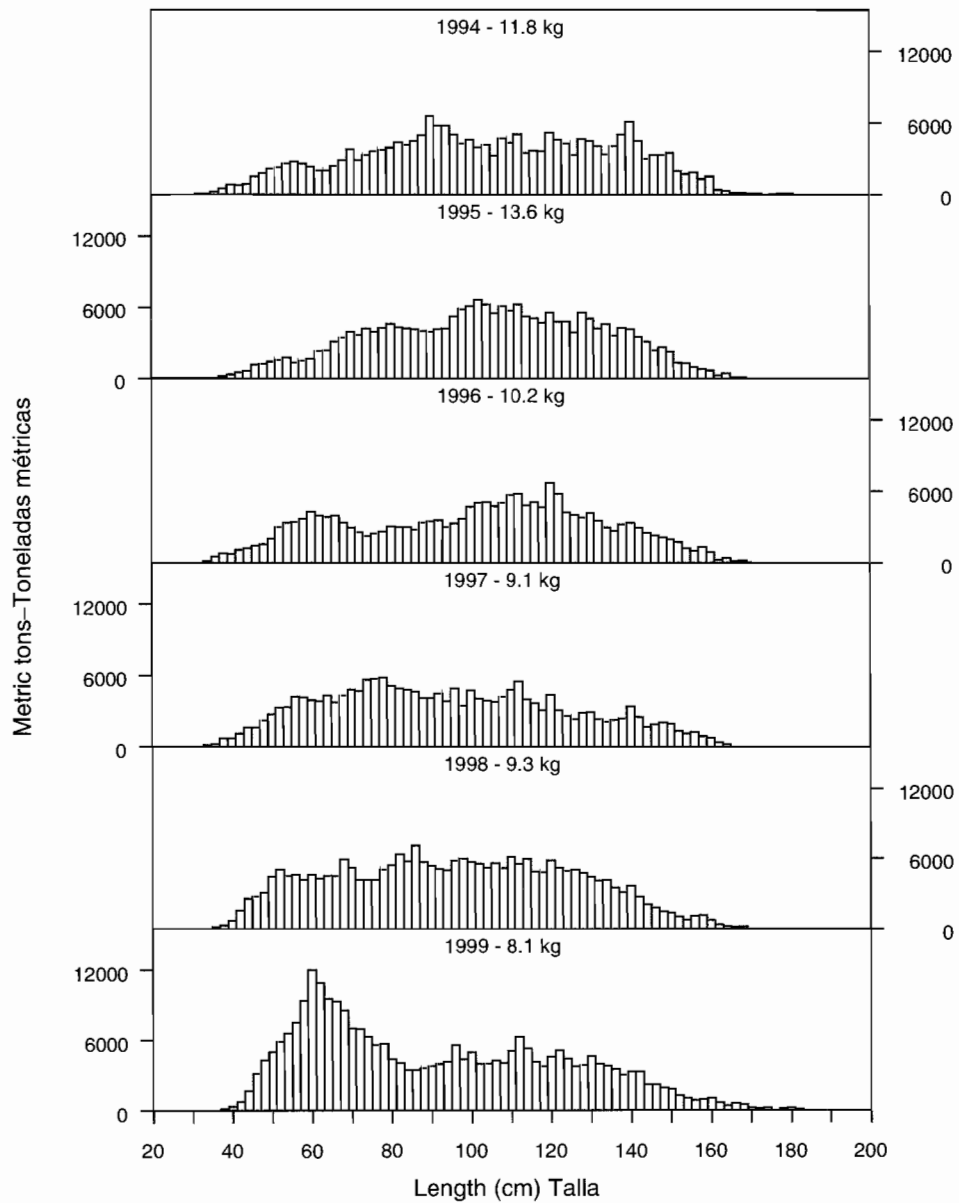 1994 - 11.8 kg
12000
6000
0
1995 - 13.6 kg
12000
6000
0
1996 - 10.2 kg
12000
6000
0
1997 - 9.1 kg
12000
6000
0
1998 - 9.3 kg
12000
6000
0
1999 - 8.1 kg
12000
6000
0
20 40 60 80 100 120 140 160 180 200
Length (cm) Talla
Metric tons–Toneladas métricas